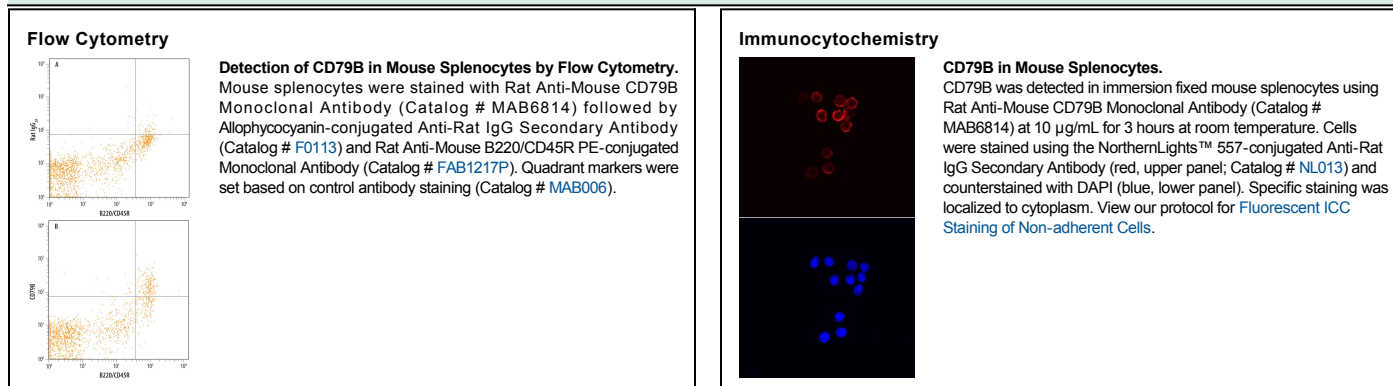 Flow Cytometry
A
Rat IgG
B220/CD45R
B
CD79B
B220/CD45R
Detection of CD79B in Mouse Splenocytes by Flow Cytometry.
Mouse splenocytes were stained with Rat Anti-Mouse CD79B
Monoclonal Antibody (Catalog # MAB6814) followed by
Allophycocyanin-conjugated Anti-Rat IgG Secondary Antibody
(Catalog # F0113) and Rat Anti-Mouse B220/CD45R PE-conjugated
Monoclonal Antibody (Catalog # FAB1217P). Quadrant markers were
set based on control antibody staining (Catalog # MAB006).
Immunocytochemistry
CD79B in Mouse Splenocytes.
CD79B was detected in immersion fixed mouse splenocytes using
Rat Anti-Mouse CD79B Monoclonal Antibody (Catalog #
MAB6814) at 10 µg/mL for 3 hours at room temperature. Cells
were stained using the NorthernLights™ 557-conjugated Anti-Rat
IgG Secondary Antibody (red, upper panel; Catalog # NL013) and
counterstained with DAPI (blue, lower panel). Specific staining was
localized to cytoplasm. View our protocol for Fluorescent ICC
Staining of Non-adherent Cells.